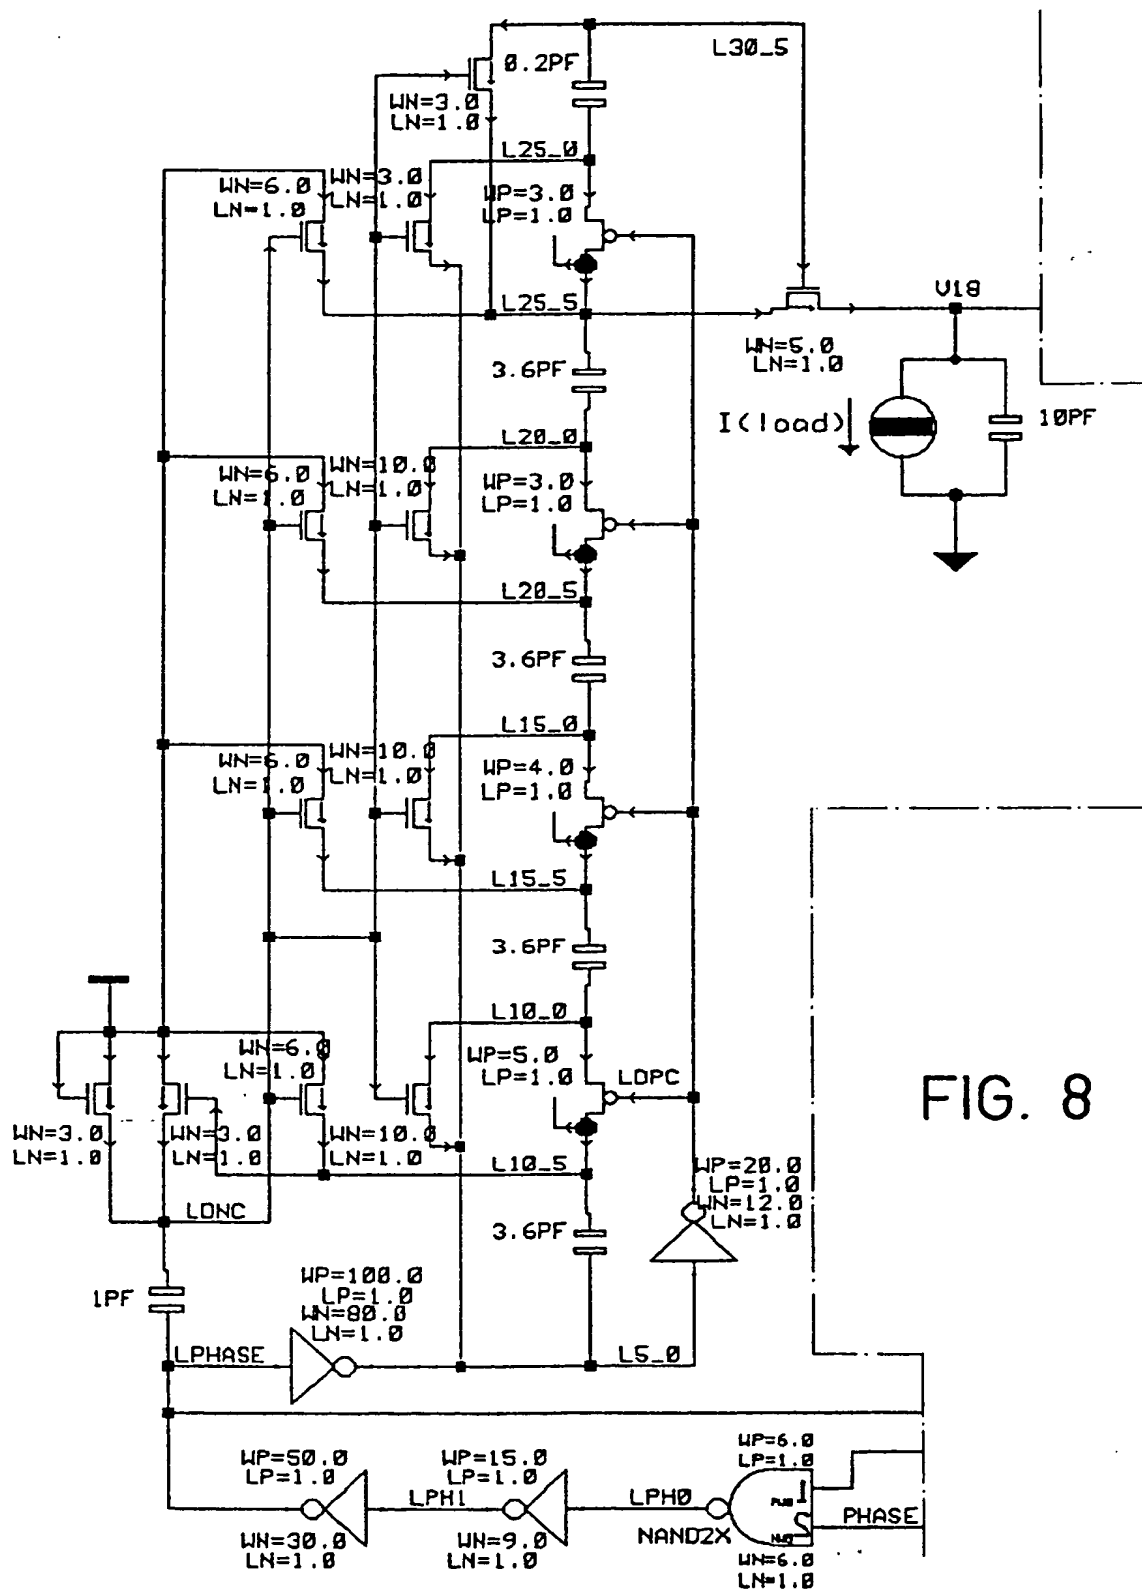 L30_5
0.2PF
WN=3.0
LN=1.0
L25_0
WN=6.0
LN=1.0
WN=3.0
LN=1.0
WP=3.0
LP=1.0
L25_5
V18
WN=5.0
LN=1.0
3.6PF
I(load)
10PF
L20_0
WN=6.0
LN=1.0
WN=10.0
LN=1.0
WP=3.0
LP=1.0
L20_5
3.6PF
L15_0
WN=6.0
LN=1.0
WN=10.0
LN=1.0
WP=4.0
LP=1.0
L15_5
3.6PF
L10_0
WN=6.0
LN=1.0
WP=5.0
LP=1.0
LDPC
FIG. 8
WN=3.0
LN=1.0
WN=3.0
LN=1.0
WN=10.0
LN=1.0
L10_5
WP=20.0
LP=1.0
WN=12.0
LN=1.0
LDNC
3.6PF
1PF
WP=100.0
LP=1.0
WN=80.0
LN=1.0
LPHASE
L5_0
WP=50.0
LP=1.0
WP=15.0
LP=1.0
WP=6.0
LP=1.0
LPH1
LPH0
PHASE
NAND2X
WN=30.0
LN=1.0
WN=9.0
LN=1.0
WN=6.0
LN=1.0